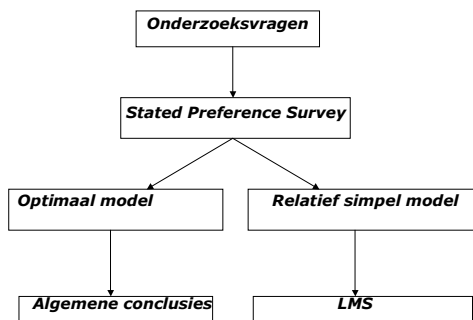 Onderzoeksvragen
Stated Preference Survey
Optimaal model
Relatief simpel model
Algemene conclusies
LMS